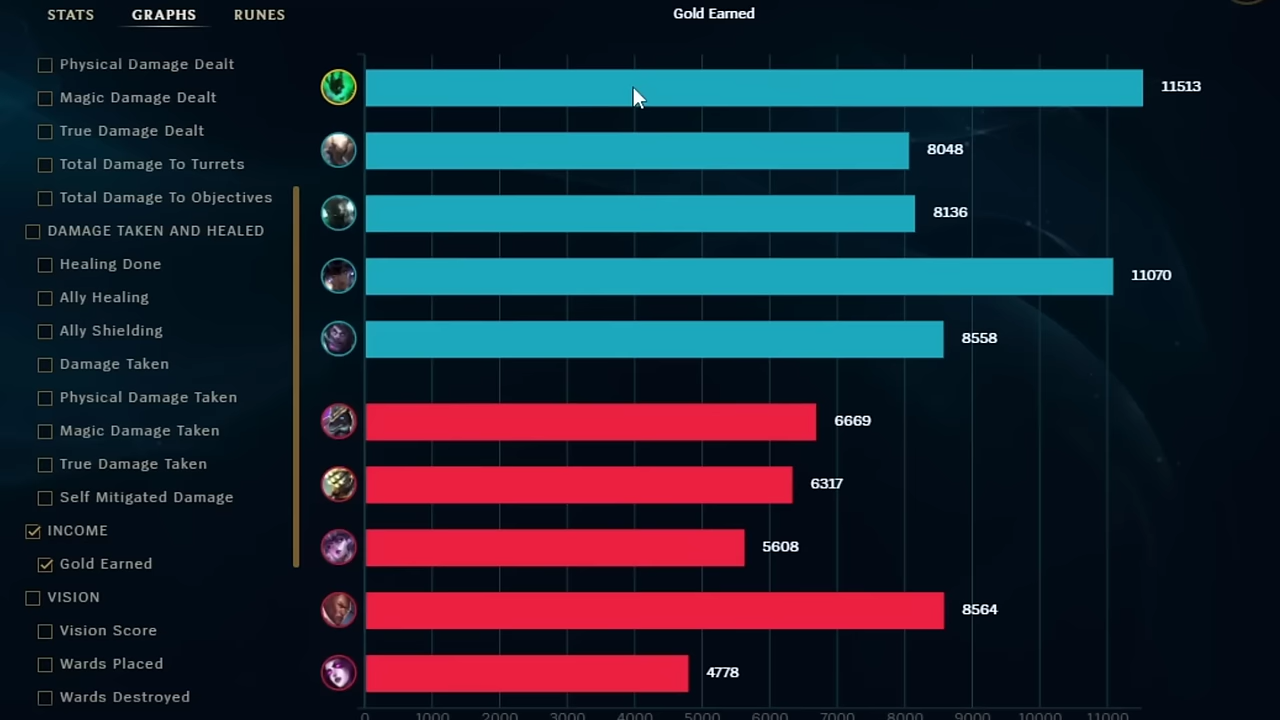 STATS GRAPHS RUNES
Gold Earned
Physical Damage Dealt
Magic Damage Dealt
True Damage Dealt
Total Damage To Turrets
Total Damage To Objectives
DAMAGE TAKEN AND HEALED
Healing Done
Ally Healing
Ally Shielding
Damage Taken
Physical Damage Taken
Magic Damage Taken
True Damage Taken
Self Mitigated Damage
INCOME
Gold Earned
VISION
Vision Score
Wards Placed
Wards Destroyed
11513
8048
8136
11070
8558
6669
6317
5608
8564
4778
0 1000 2000 3000 4000 5000 6000 7000 8000 9000 10000 11000